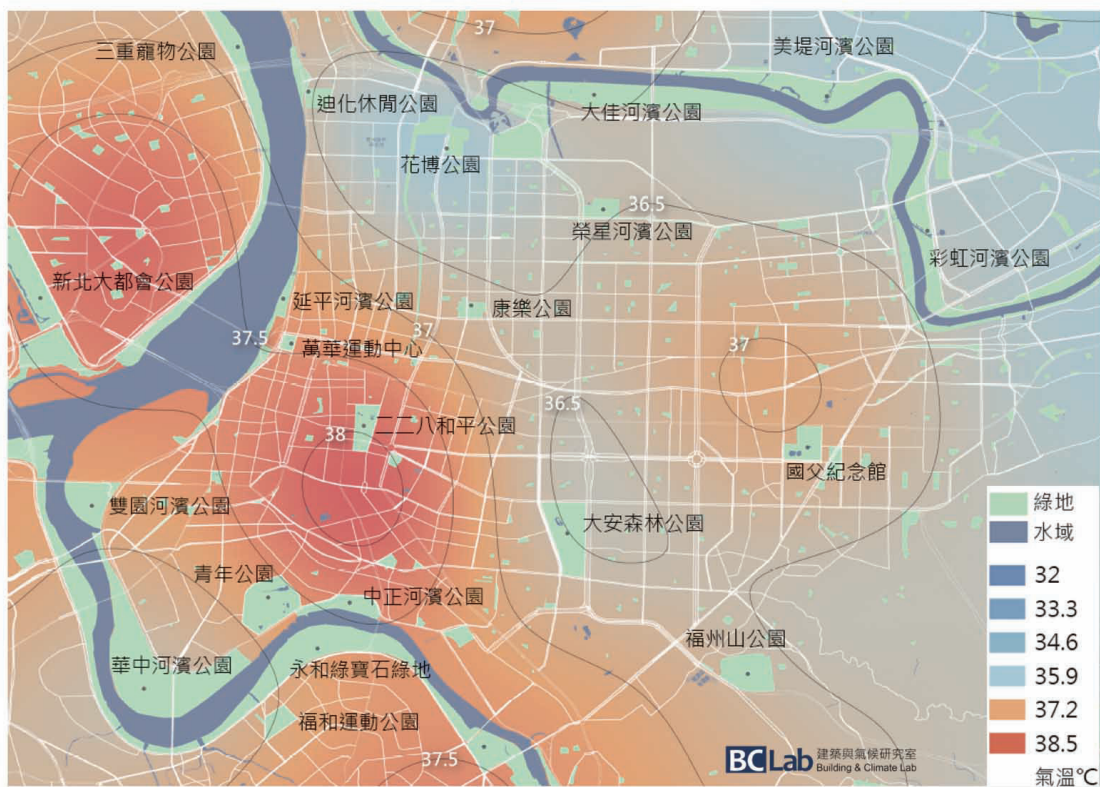 37
三重寵物公園
美堤河濱公園
迪化休閒公園
大佳河濱公園
花博公園
36.5
榮星河濱公園
彩虹河濱公園
新北大都會公園
延平河濱公園
康樂公園
37.5
萬華運動中心
37
37
36.5
二二八和平公園
38
國父紀念館
雙園河濱公園
大安森林公園
青年公園
中正河濱公園
福州山公園
華中河濱公園
永和綠寶石綠地
福和運動公園
37.5
綠地
水域
32
33.3
34.6
35.9
37.2
38.5
氣溫℃
BC Lab 建築與氣候研究室
Building & Climate Lab